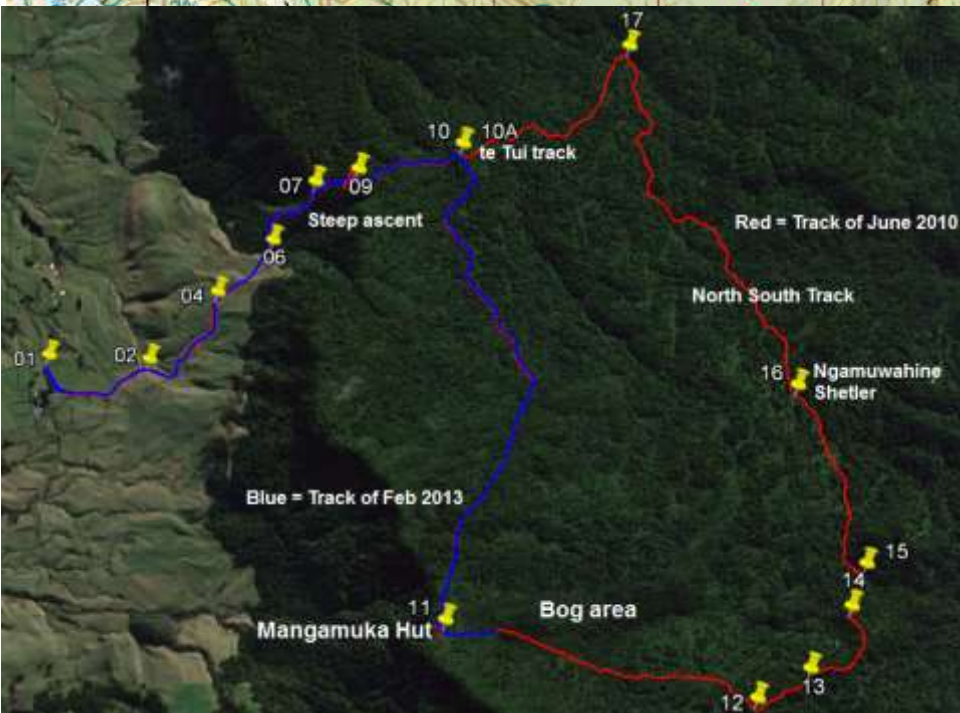 17
10
10A
te Tui track
07
09
Steep ascent
Red = Track of June 2010
06
04
North South Track
01
02
16
Ngamuwahine
Shetler
Blue = Track of Feb 2013
15
14
11
Bog area
Mangamuka Hut
13
12